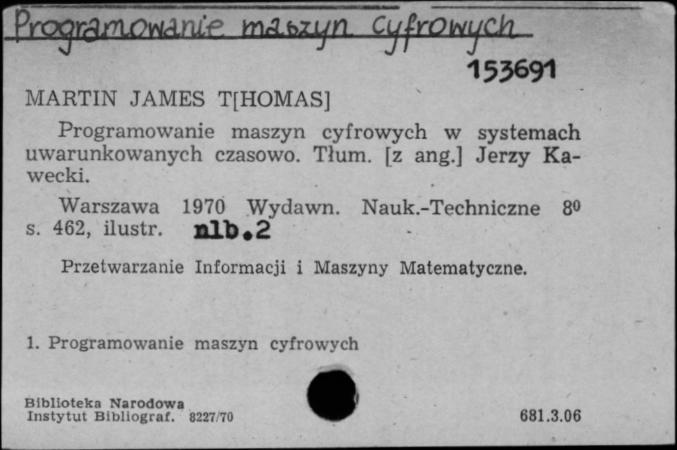 Programowanie maszyn cyfrowych
153691
MARTIN JAMES T[HOMAS]
Programowanie maszyn cyfrowych w systemach
uwarunkowanych czasowo. Tłum. [z ang.] Jerzy Ka-
wecki.
Warszawa 1970 Wydawn. Nauk.-Techniczne 8⁰
s. 462, ilustr. nlb.2
Przetwarzanie Informacji i Maszyny Matematyczne.
1. Programowanie maszyn cyfrowych
Biblioteka Narodowa
Instytut Bibliograf. 8227/70
681.3.06